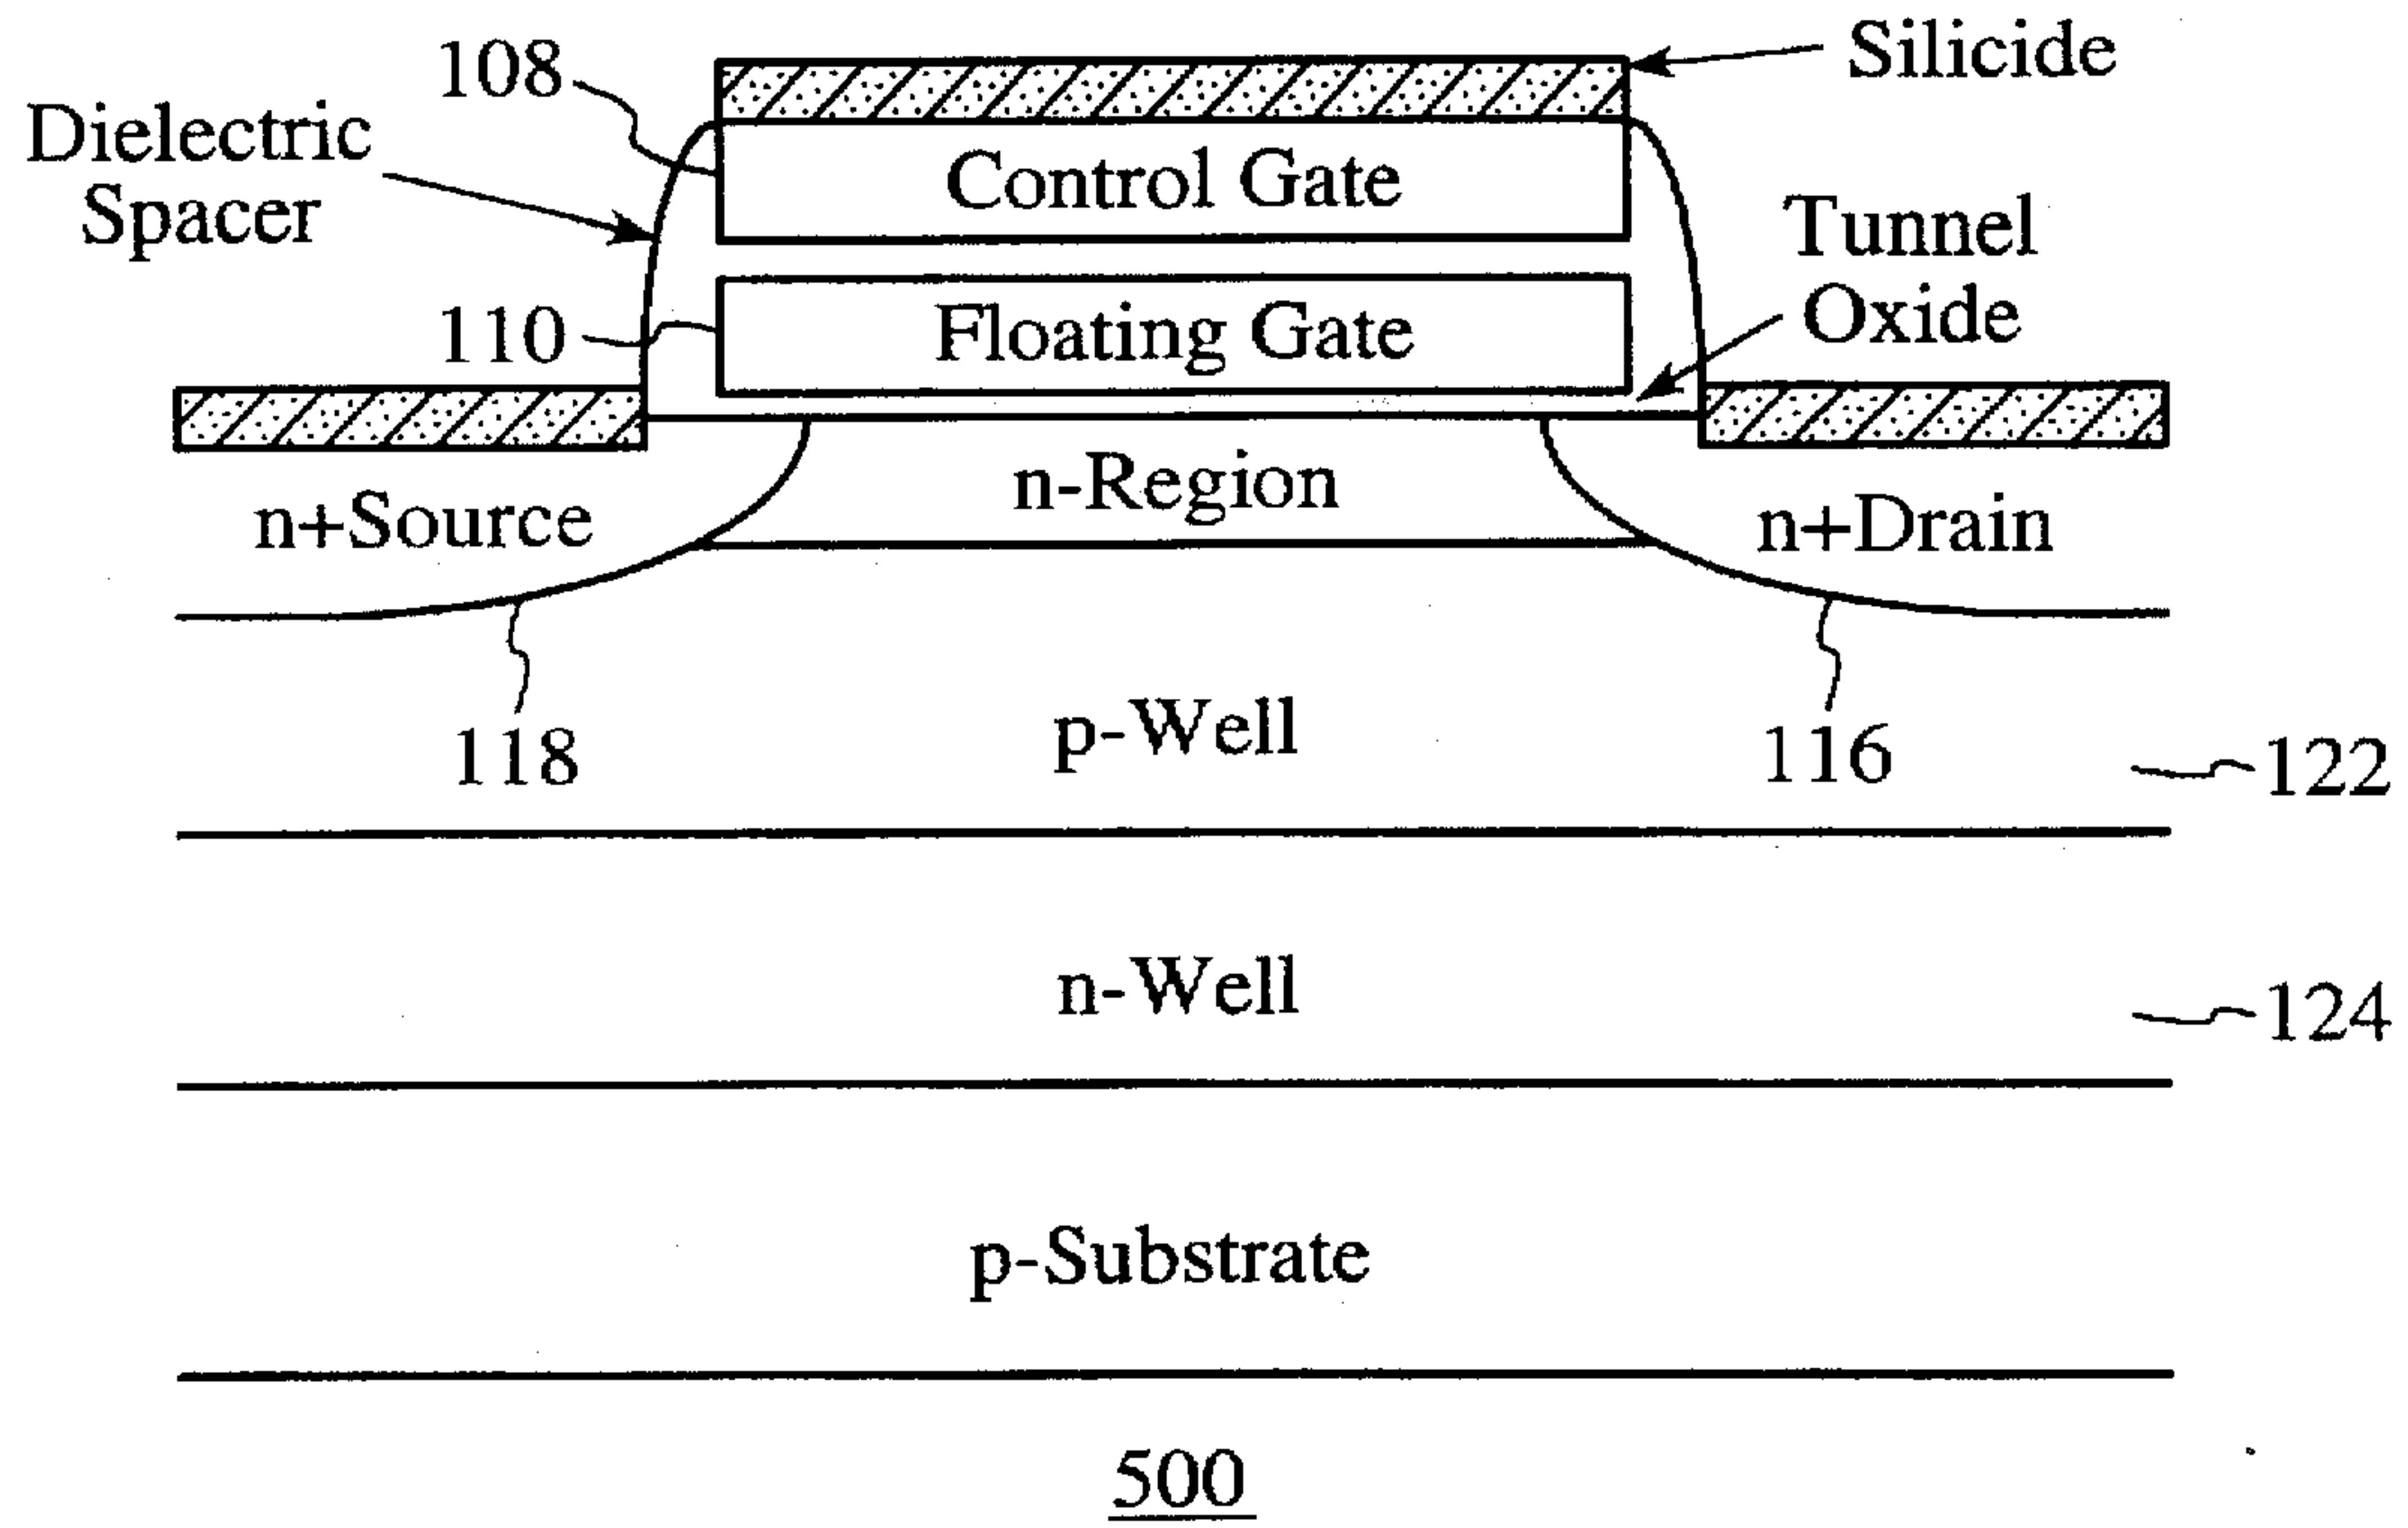 108
Silicide
Dielectric
Spacer
Control Gate
Tunnel
Oxide
110
Floating Gate
n+Source
n-Region
n+Drain
118
p-Well
116
122
n-Well
124
p-Substrate
500